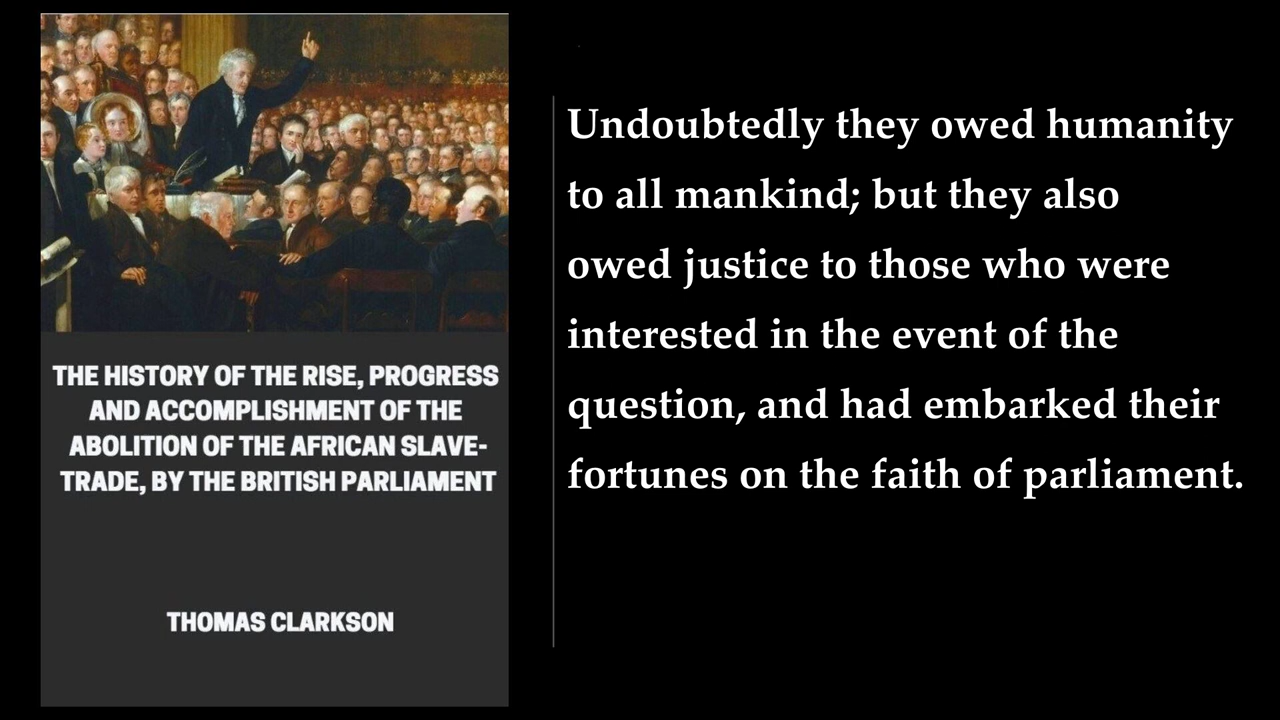 THE HISTORY OF THE RISE, PROGRESS
AND ACCOMPLISHMENT OF THE
ABOLITION OF THE AFRICAN SLAVE-
TRADE, BY THE BRITISH PARLIAMENT
THOMAS CLARKSON
Undoubtedly they owed humanity
to all mankind; but they also
owed justice to those who were
interested in the event of the
question, and had embarked their
fortunes on the faith of parliament.